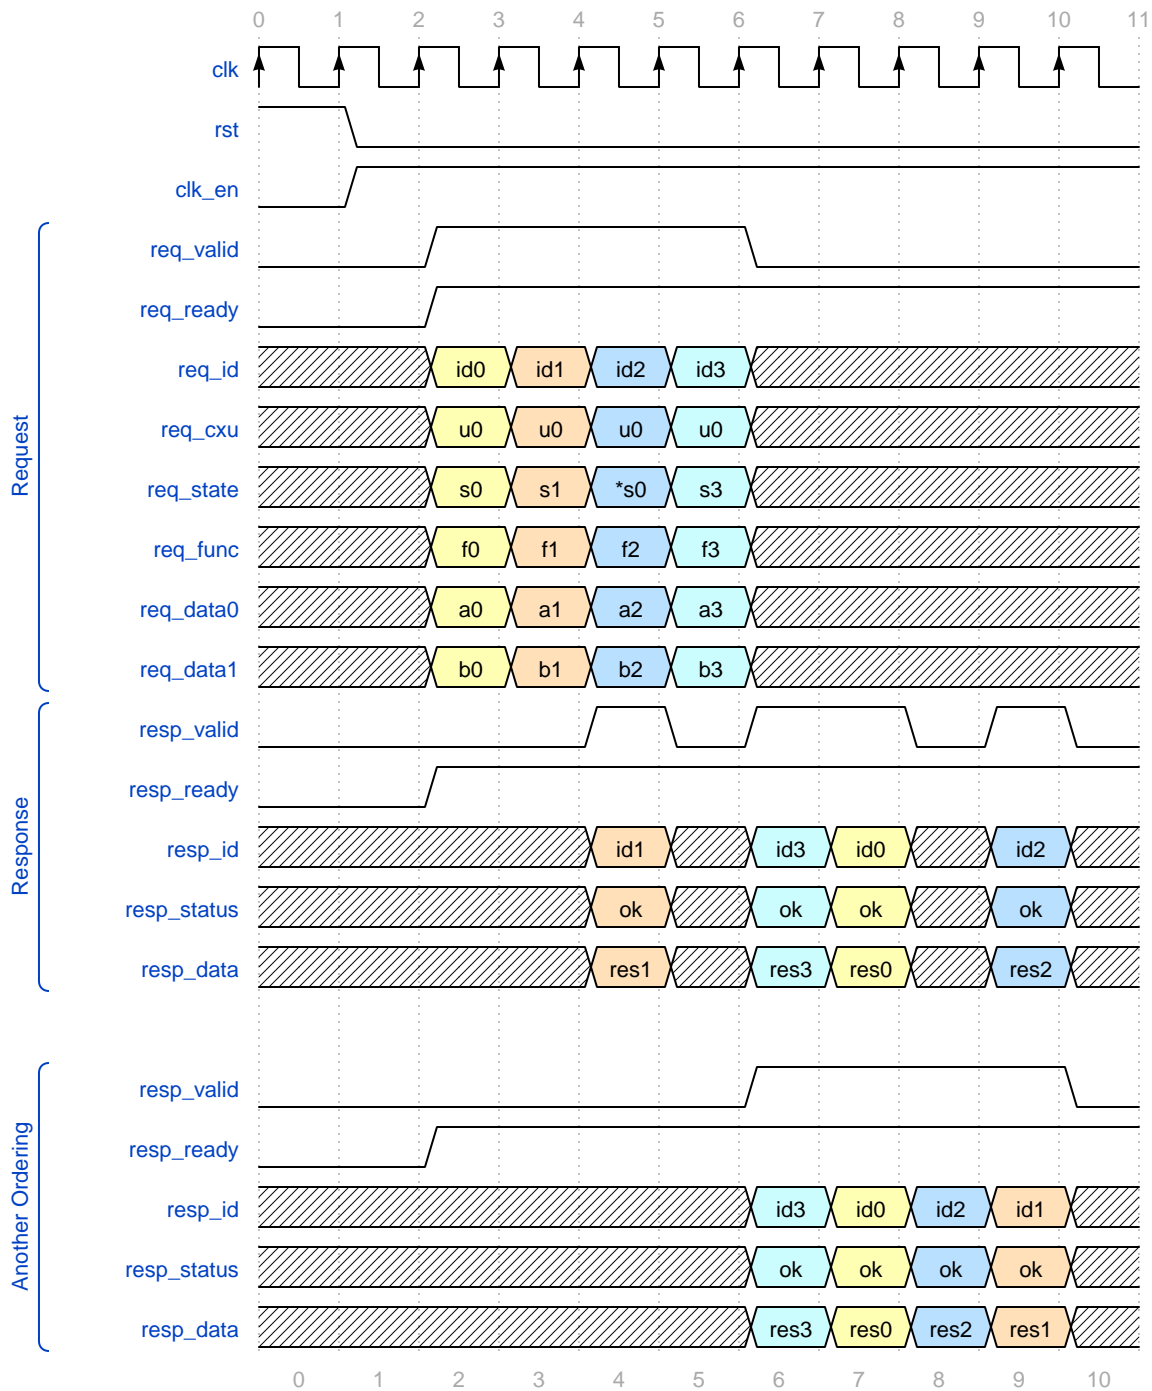 0 1 2 3 4 5 6 7 8 9 10 11
clk
rst
clk_en
Request
req_valid
req_ready
req_id id0 id1 id2 id3
req_cxu u0 u0 u0 u0
req_state s0 s1 *s0 s3
req_func f0 f1 f2 f3
req_data0 a0 a1 a2 a3
req_data1 b0 b1 b2 b3
Response
resp_valid
resp_ready
resp_id id1 id3 id0 id2
resp_status ok ok ok ok
resp_data res1 res3 res0 res2
Another Ordering
resp_valid
resp_ready
resp_id id3 id0 id2 id1
resp_status ok ok ok ok
resp_data res3 res0 res2 res1
0 1 2 3 4 5 6 7 8 9 10